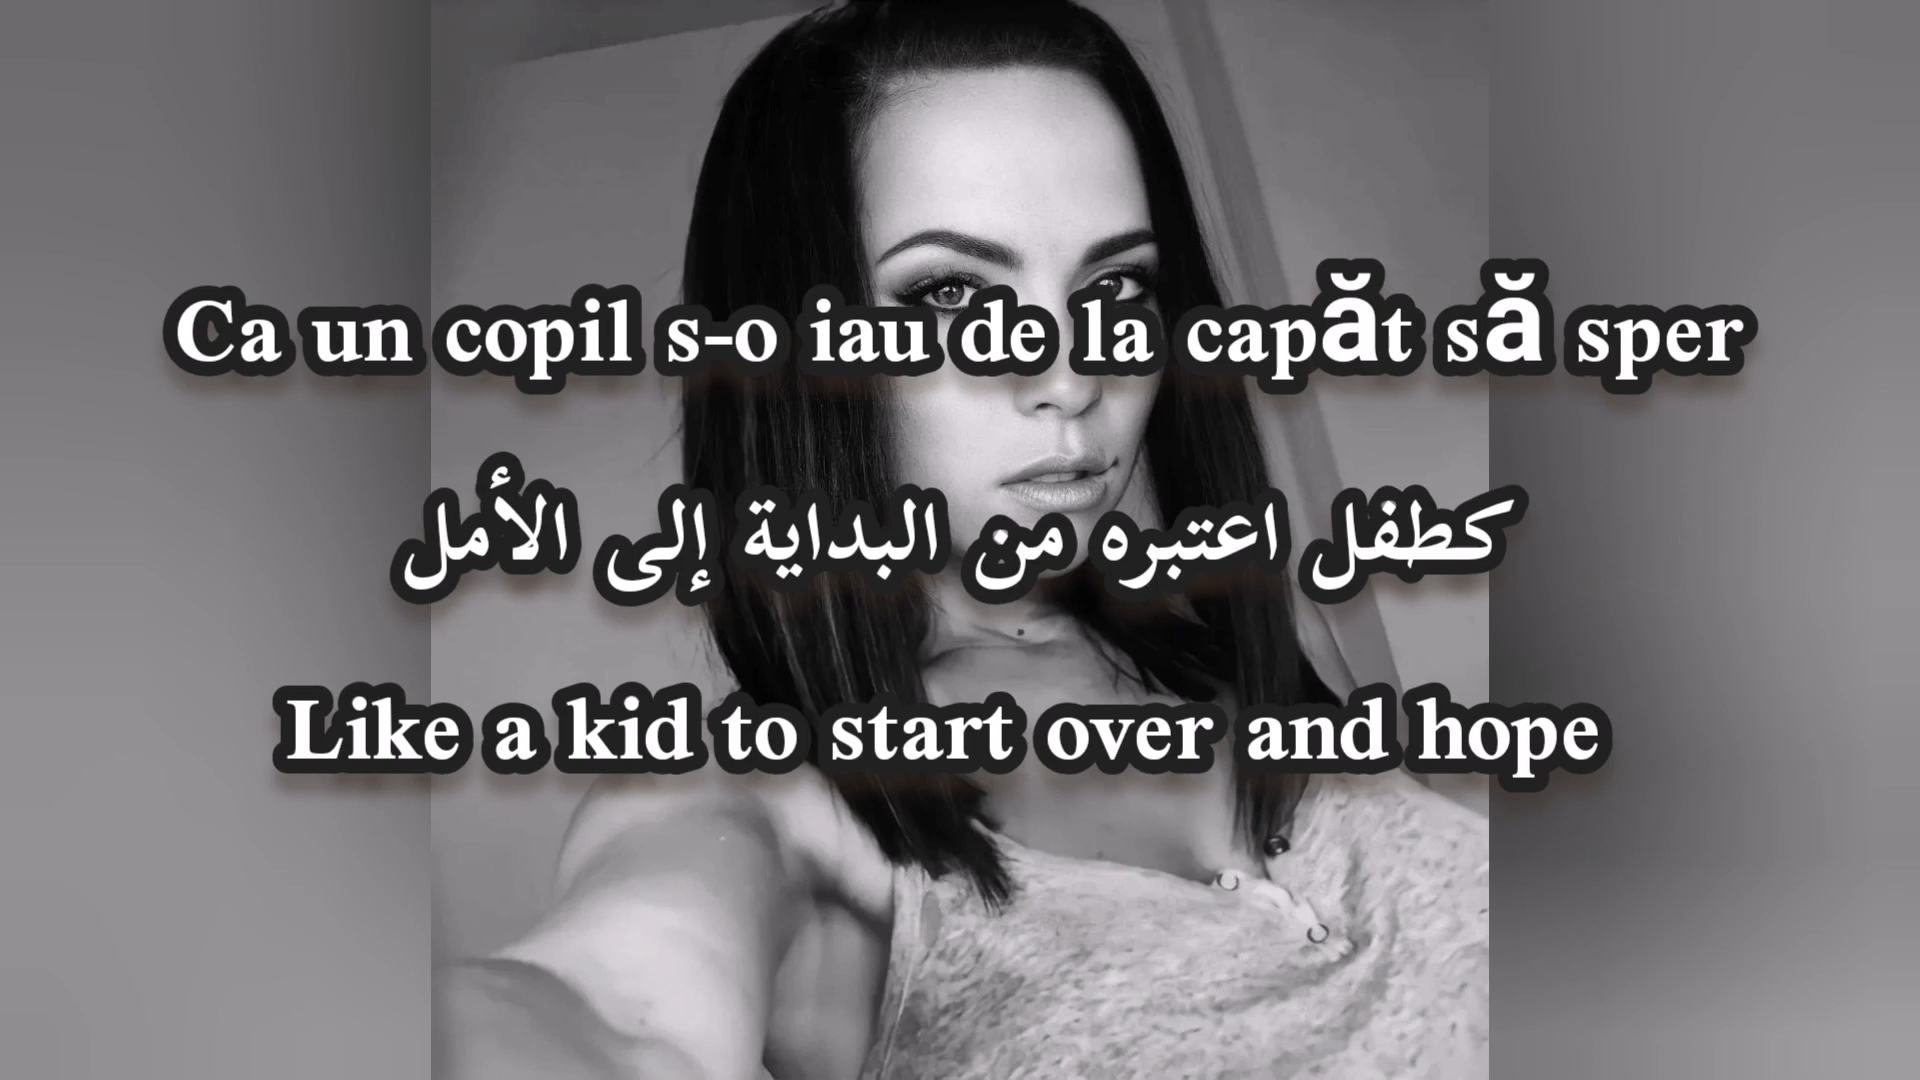 Ca un copil s-o iau de la capăt să sper
كطفل اعتبره من البداية إلى الأمل
Like a kid to start over and hope